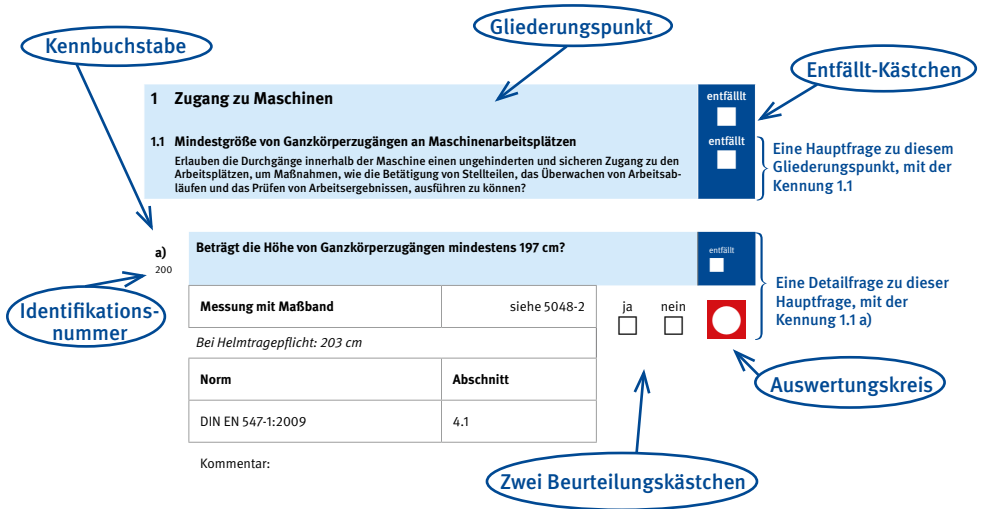 Gliederungspunkt
Kennbuchstabe
Entfällt-Kästchen
1 Zugang zu Maschinen
entfälllt
1.1 Mindestgröße von Ganzkörperzugängen an Maschinenarbeitsplätzen
entfällt
Erlauben die Durchgänge innerhalb der Maschine einen ungehinderten und sicheren Zugang zu den
Arbeitsplätzen, um Maßnahmen, wie die Betätigung von Stellteilen, das Überwachen von Arbeitsab-
läufen und das Prüfen von Arbeitsergebnissen, ausführen zu können?
Eine Hauptfrage zu diesem
Gliederungspunkt, mit der
Kennung 1.1
a)
200
Beträgt die Höhe von Ganzkörperzugängen mindestens 197 cm?
entfällt
Identifikations-
nummer
Messung mit Maßband
siehe 5048-2
ja
nein
Eine Detailfrage zu dieser
Hauptfrage, mit der
Kennung 1.1 a)
Bei Helmtragepflicht: 203 cm
Norm
Abschnitt
Auswertungskreis
DIN EN 547-1:2009
4.1
Kommentar:
Zwei Beurteilungskästchen